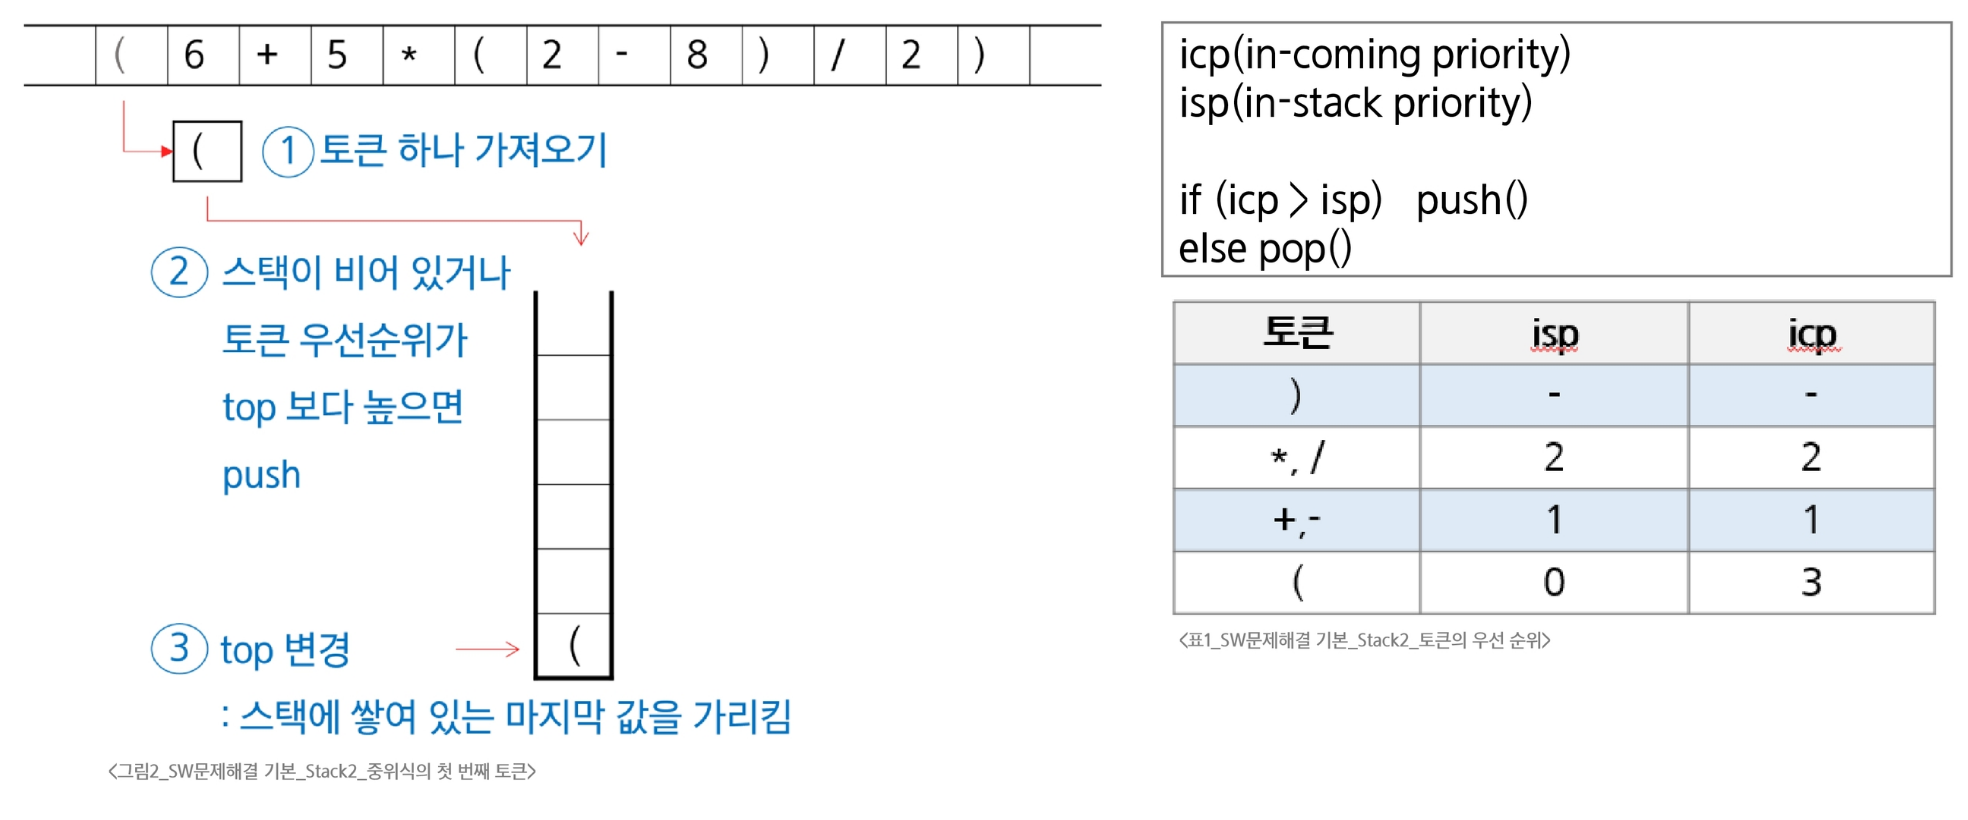 ( 6 + 5 * ( 2 - 8 ) / 2 )
( ① 토큰 하나 가져오기
② 스택이 비어 있거나
토큰 우선순위가
top 보다 높으면
push
③ top 변경 (
: 스택에 쌓여 있는 마지막 값을 가리킴
<그림2_SW문제해결 기본_Stack2_중위식의 첫 번째 토큰>
icp(in-coming priority)
isp(in-stack priority)
if (icp > isp) push()
else pop()
토큰 isp icp
) - -
*, / 2 2
+,- 1 1
( 0 3
<표1_SW문제해결 기본_Stack2_토큰의 우선 순위>